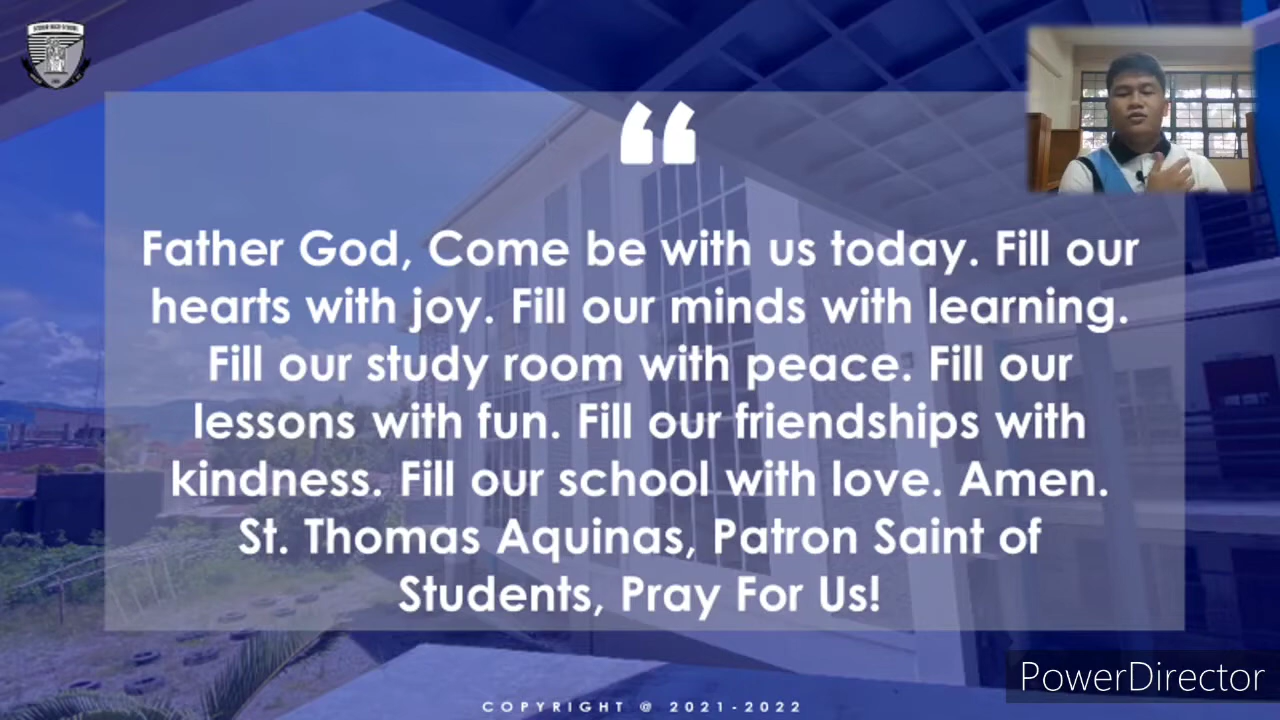 “
Father God, Come be with us today. Fill our
hearts with joy. Fill our minds with learning.
Fill our study room with peace. Fill our
lessons with fun. Fill our friendships with
kindness. Fill our school with love. Amen.
St. Thomas Aquinas, Patron Saint of
Students, Pray For Us!
PowerDirector
COPYRIGHT @ 2021-2022